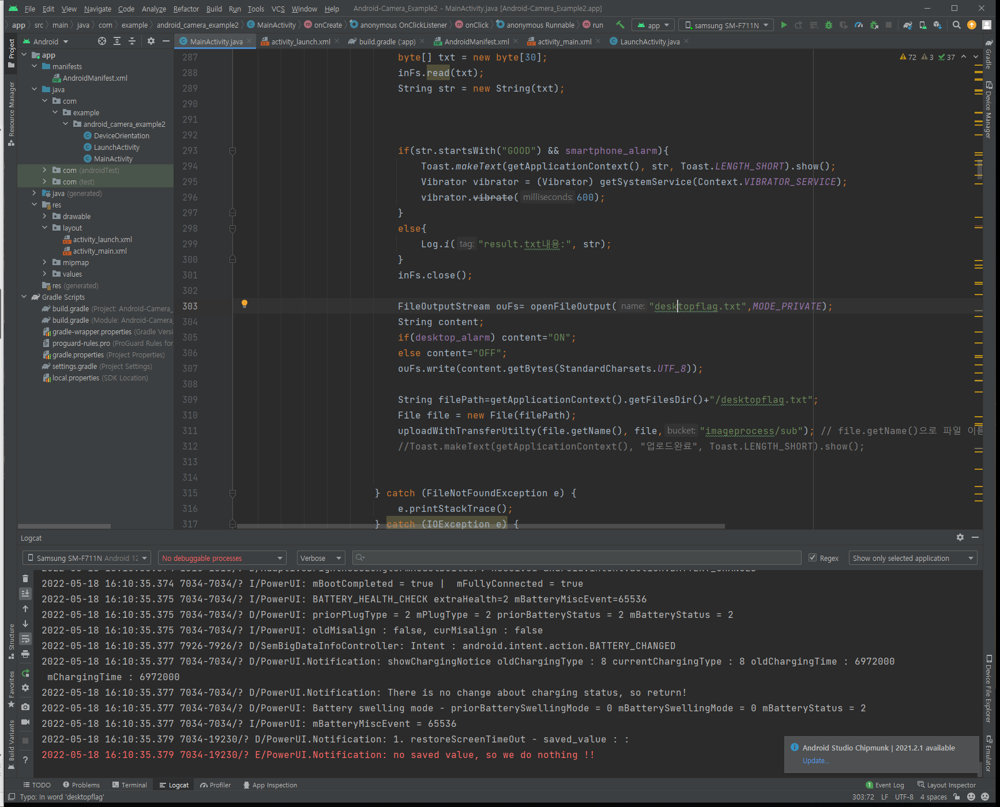 File Edit View Navigate Code Analyze Refactor Build Run Tools VCS Window Help Android-Camera_Example2 - MainActivity.java [Android-Camera_Example2.app]
app src main java com example android_camera_example2 MainActivity onCreate anonymous OnClickListener onClick anonymous Runnable run app samsung SM-F711N
Android MainActivity.java activity_launch.xml build.gradle (:app) AndroidManifest.xml activity_main.xml LaunchActivity.java
Project
Resource Manager
Structure
Favorites
Build Variants
app
manifests
AndroidManifest.xml
java
com
example
android_camera_example2
DeviceOrientation
LaunchActivity
MainActivity
com (androidTest)
com (test)
java (generated)
res
drawable
layout
activity_launch.xml
activity_main.xml
mipmap
values
res (generated)
Gradle Scripts
build.gradle (Project: Android-Camera_
build.gradle (Module: Android-Camera_
gradle-wrapper.properties (Gradle Versi
proguard-rules.pro (ProGuard Rules for
gradle.properties (Project Properties)
settings.gradle (Project Settings)
local.properties (SDK Location)
72 3 37
287 byte[] txt = new byte[30];
288 inFs.read(txt);
289 String str = new String(txt);
290
291
292
293 if(str.startsWith("GOOD") && smartphone_alarm){
294 Toast.makeText(getApplicationContext(), str, Toast.LENGTH_SHORT).show();
295 Vibrator vibrator = (Vibrator) getSystemService(Context.VIBRATOR_SERVICE);
296 vibrator.vibrate( milliseconds: 600);
297 }
298 else{
299 Log.i( tag: "result.txt내용:", str);
300 }
301 inFs.close();
302
303 FileOutputStream ouFs= openFileOutput( name: "desktopflag.txt",MODE_PRIVATE);
304 String content;
305 if(desktop_alarm) content="ON";
306 else content="OFF";
307 ouFs.write(content.getBytes(StandardCharsets.UTF_8));
308
309 String filePath=getApplicationContext().getFilesDir()+"/desktopflag.txt";
310 File file = new File(filePath);
311 uploadWithTransferUtilty(file.getName(), file, bucket: "imageprocess/sub"); // file.getName()으로 파일 이름
312 //Toast.makeText(getApplicationContext(), "업로드완료", Toast.LENGTH_SHORT).show();
313
314
315 } catch (FileNotFoundException e) {
316 e.printStackTrace();
317 } catch (IOException e) {
Gradle
Device Manager
Device File Explorer
Emulator
Logcat
Samsung SM-F711N Android 12 No debuggable processes Verbose Regex Show only selected application
2022-05-18 16:10:35.374 7034-7034/? I/PowerUI: mBootCompleted = true | mFullyConnected = true
2022-05-18 16:10:35.375 7034-7034/? I/PowerUI: BATTERY_HEALTH_CHECK extraHealth=2 mBatteryMiscEvent=65536
2022-05-18 16:10:35.375 7034-7034/? D/PowerUI: priorPlugType = 2 mPlugType = 2 priorBatteryStatus = 2 mBatteryStatus = 2
2022-05-18 16:10:35.375 7034-7034/? I/PowerUI: oldMisalign : false, curMisalign : false
2022-05-18 16:10:35.377 7926-7926/? D/SemBigDataInfoController: Intent : android.intent.action.BATTERY_CHANGED
2022-05-18 16:10:35.377 7034-7034/? D/PowerUI.Notification: showChargingNotice oldChargingType : 8 currentChargingType : 8 oldChargingTime : 6972000
mChargingTime : 6972000
2022-05-18 16:10:35.377 7034-7034/? D/PowerUI.Notification: There is no change about charging status, so return!
2022-05-18 16:10:35.377 7034-7034/? D/PowerUI: Battery swelling mode - priorBatterySwellingMode = 0 mBatterySwellingMode = 0 mBatteryStatus = 2
2022-05-18 16:10:35.377 7034-7034/? I/PowerUI: mBatteryMiscEvent = 65536
2022-05-18 16:10:35.379 7034-19230/? D/PowerUI.Notification: 1. restoreScreenTimeOut - saved_value : :
2022-05-18 16:10:35.379 7034-19230/? E/PowerUI.Notification: no saved value, so we do nothing !!
Android Studio Chipmunk | 2021.2.1 available
Update...
TODO Problems Terminal Logcat Profiler App Inspection 1 Event Log Layout Inspector
Typo: In word 'desktopflag' 303:72 LF UTF-8 4 spaces